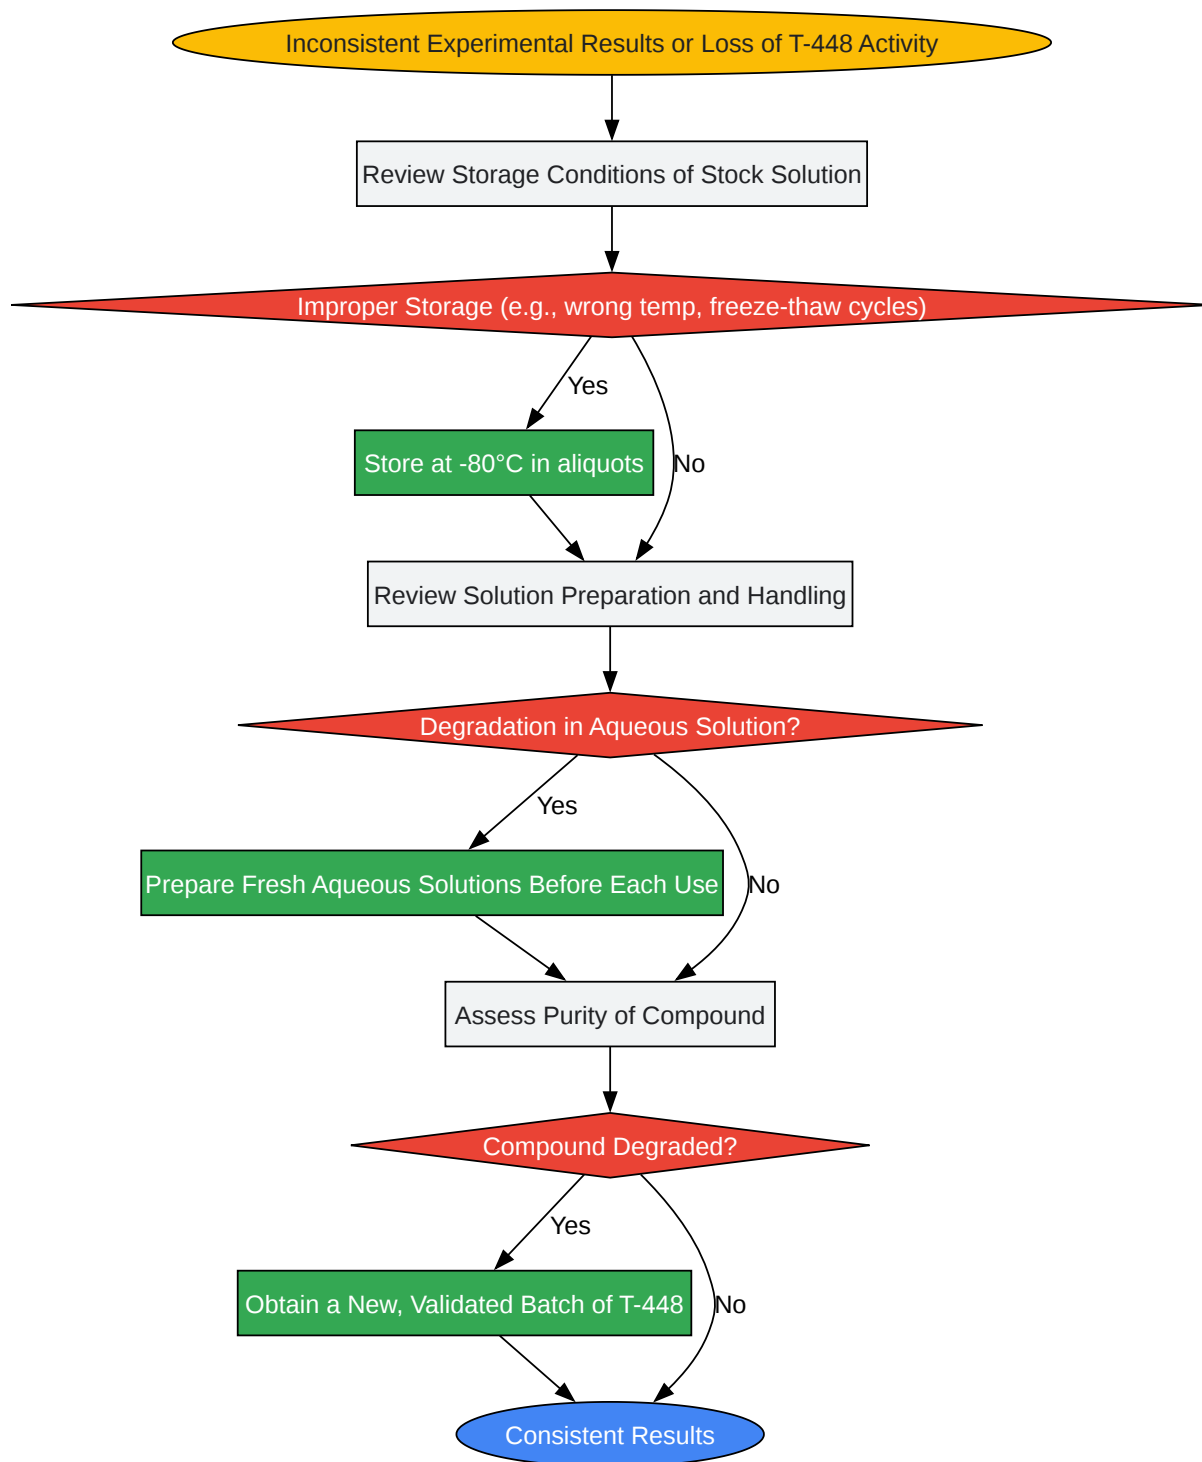 Inconsistent Experimental Results or Loss of T-448 Activity
Review Storage Conditions of Stock Solution
Improper Storage (e.g., wrong temp, freeze-thaw cycles)
Yes
Store at -80°C in aliquots
No
Review Solution Preparation and Handling
Degradation in Aqueous Solution?
Yes
Prepare Fresh Aqueous Solutions Before Each Use
No
Assess Purity of Compound
Compound Degraded?
Yes
Obtain a New, Validated Batch of T-448
No
Consistent Results